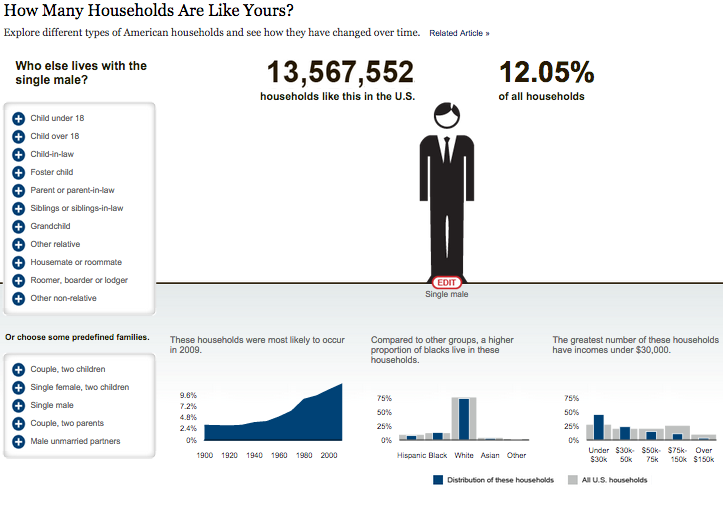 How Many Households Are Like Yours?
Explore different types of American households and see how they have changed over time. Related Article »
Who else lives with the
single male?
13,567,552
households like this in the U.S.
12.05%
of all households
Child under 18
Child over 18
Child-in-law
Foster child
Parent or parent-in-law
Siblings or siblings-in-law
Grandchild
Other relative
Housemate or roommate
Roomer, boarder or lodger
Other non-relative
EDIT
Single male
Or choose some predefined families.
Couple, two children
Single female, two children
Single male
Couple, two parents
Male unmarried partners
These households were most likely to occur
in 2009.
9.6%
7.2%
4.8%
2.4%
0%
1900 1920 1940 1960 1980 2000
Compared to other groups, a higher
proportion of blacks live in these
households.
75%
50%
25%
0%
Hispanic Black White Asian Other
The greatest number of these households
have incomes under $30,000.
75%
50%
25%
0%
Under $30k- $50k- $75k- Over
$30k 50k 75k 150k $150k
Distribution of these households All U.S. households